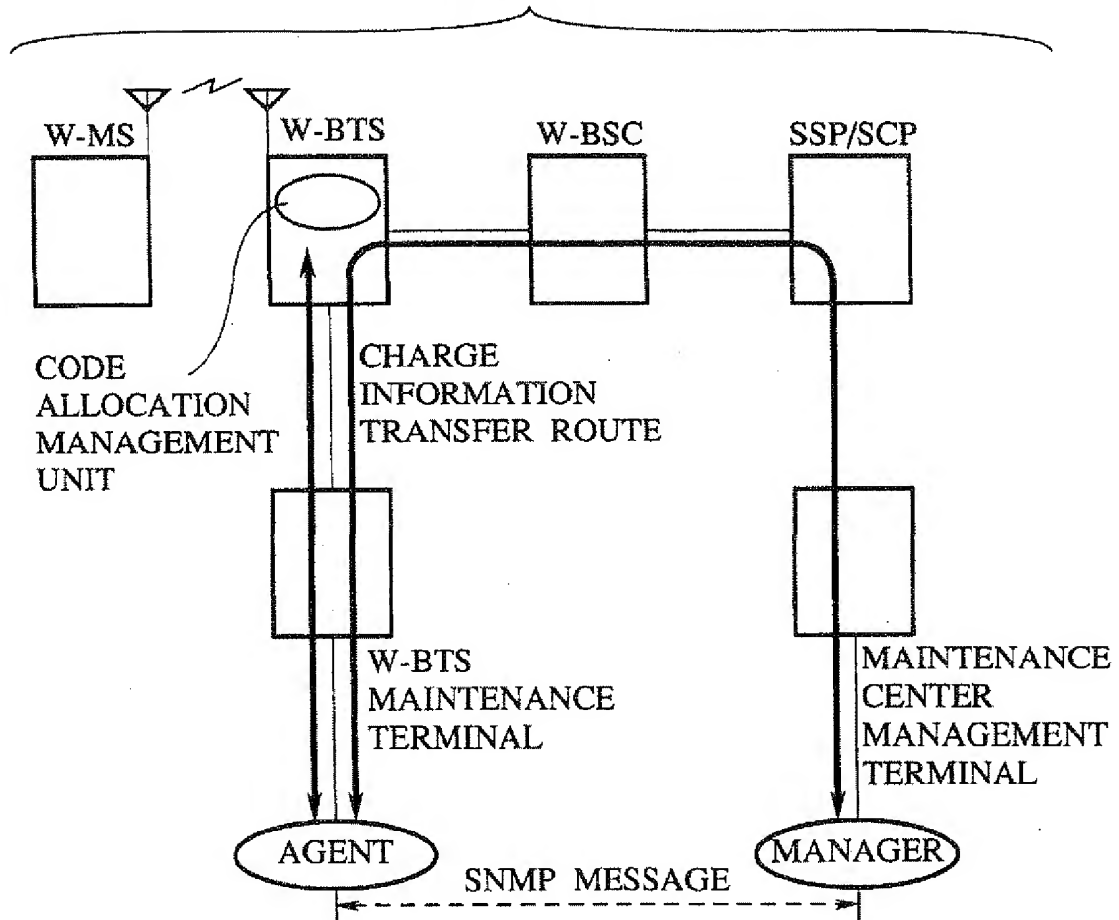 W-MS
W-BTS
W-BSC
SSP/SCP
CODE
ALLOCATION
MANAGEMENT
UNIT
CHARGE
INFORMATION
TRANSFER ROUTE
W-BTS
MAINTENANCE
TERMINAL
MAINTENANCE
CENTER
MANAGEMENT
TERMINAL
AGENT
MANAGER
SNMP MESSAGE